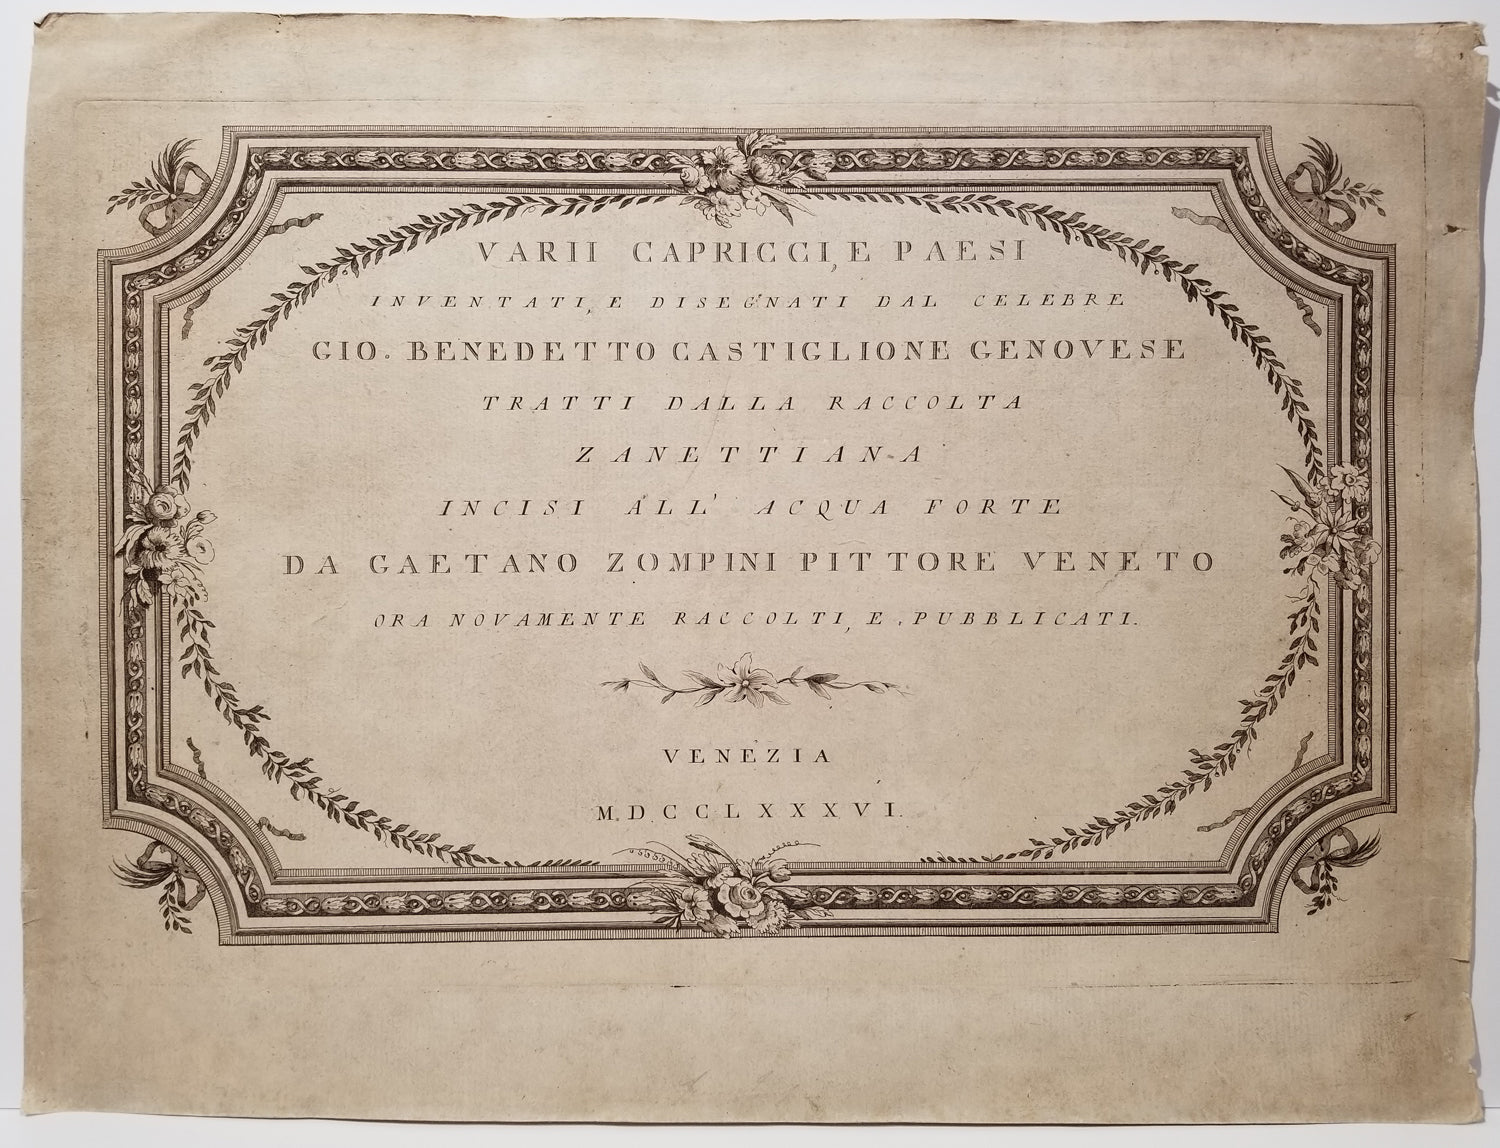 VARII CAPRICCI, E PAESI
INVENTATI, E DISEGNATI DAL CELEBRE
GIO. BENEDETTO CASTIGLIONE GENOVESE
TRATTI DALLA RACCOLTA
ZANETTIANA
INCISI ALL' ACQUA FORTE
DA GAETANO ZOMPINI PITTORE VENETO
ORA NOVAMENTE RACCOLTI, E PUBBLICATI.
VENEZIA
M.DCCLXXXVI.